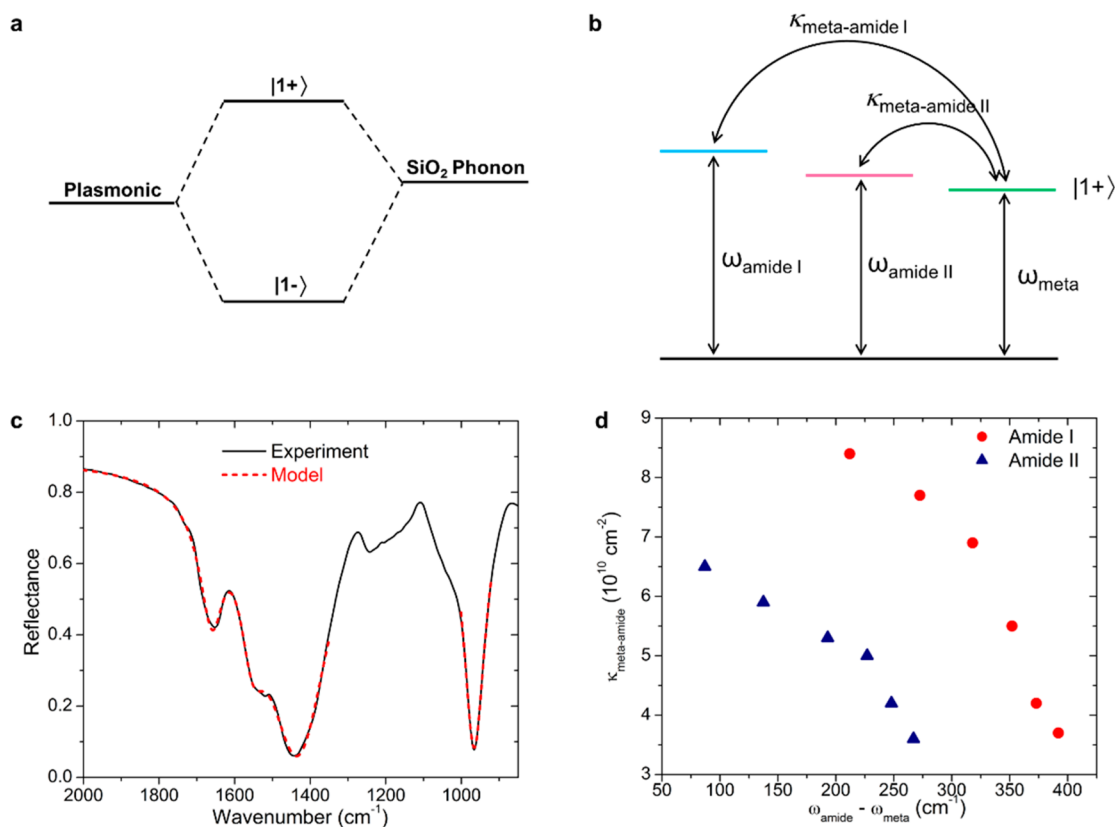 a
|1+⟩
Plasmonic
SiO₂ Phonon
|1-⟩
b
κmeta-amide I
κmeta-amide II
|1+⟩
ωamide I
ωamide II
ωmeta
c
Experiment
Model
1.0
0.8
0.6
0.4
0.2
0.0
Reflectance
2000 1800 1600 1400 1200 1000
Wavenumber (cm⁻¹)
d
Amide I
Amide II
9
8
7
6
5
4
3
κmeta-amide (10¹⁰ cm⁻²)
50 100 150 200 250 300 350 400
ωamide - ωmeta (cm⁻¹)